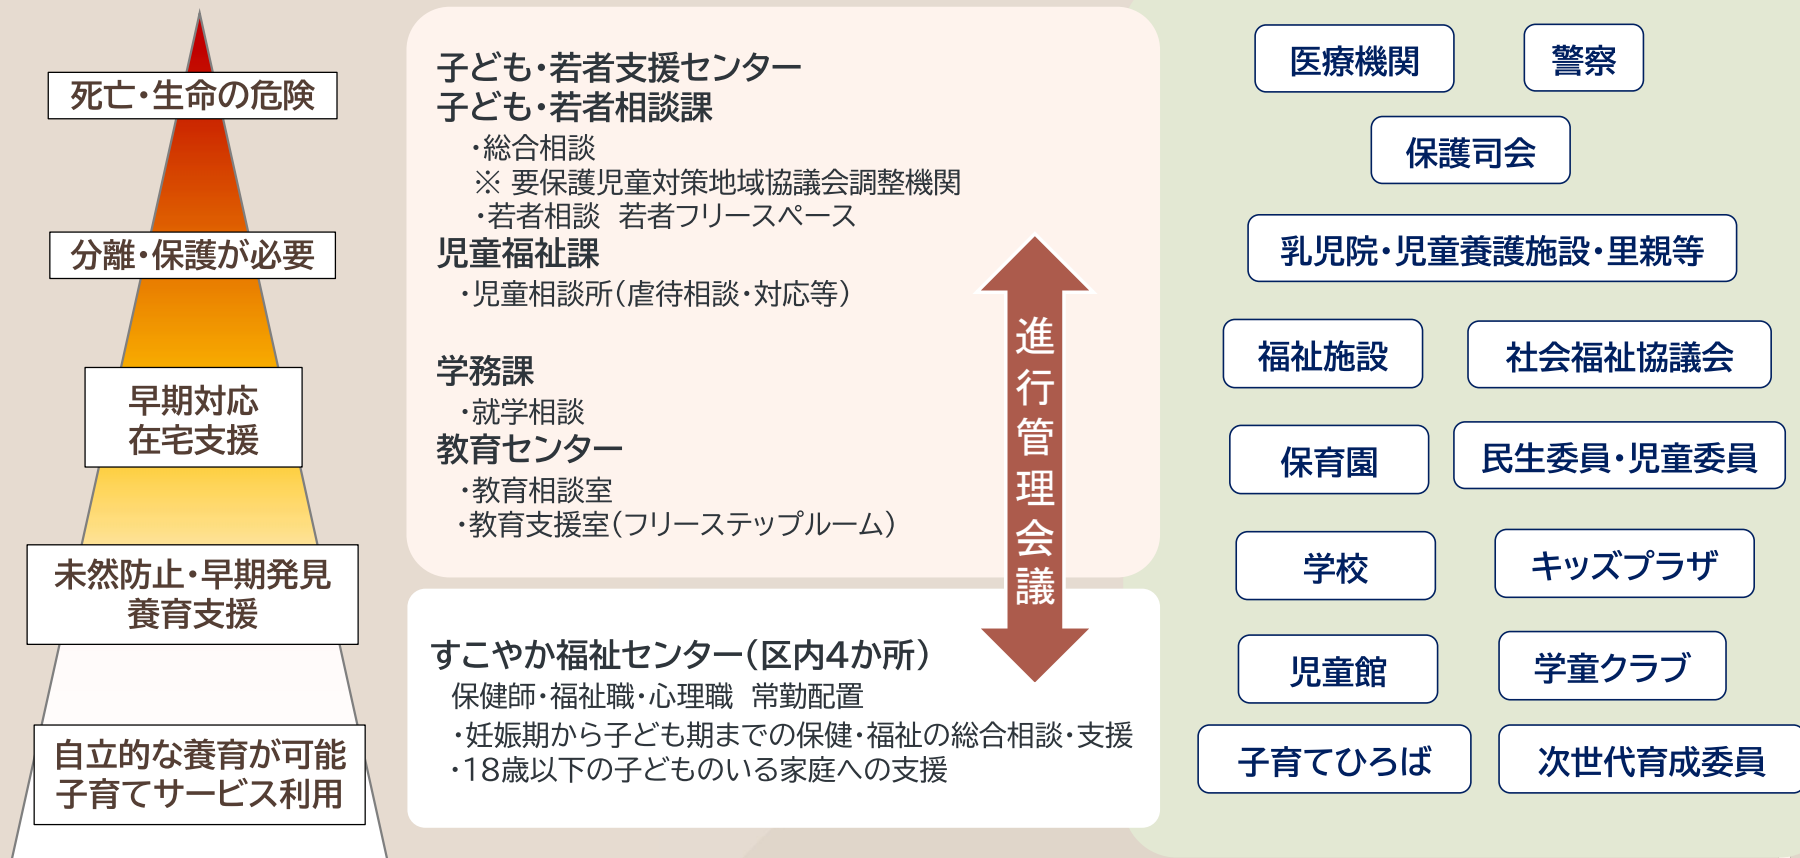 死亡・生命の危険
分離・保護が必要
早期対応
在宅支援
未然防止・早期発見
養育支援
自立的な養育が可能
子育てサービス利用
子ども・若者支援センター
子ども・若者相談課
・総合相談
※ 要保護児童対策地域協議会調整機関
・若者相談 若者フリースペース
児童福祉課
・児童相談所（虐待相談・対応等）
学務課
・就学相談
教育センター
・教育相談室
・教育支援室（フリーステップルーム）
進行管理会議
すこやか福祉センター（区内4か所）
保健師・福祉職・心理職 常勤配置
・妊娠期から子ども期までの保健・福祉の総合相談・支援
・18歳以下の子どものいる家庭への支援
医療機関
警察
保護司会
乳児院・児童養護施設・里親等
福祉施設
社会福祉協議会
保育園
民生委員・児童委員
学校
キッズプラザ
児童館
学童クラブ
子育てひろば
次世代育成委員